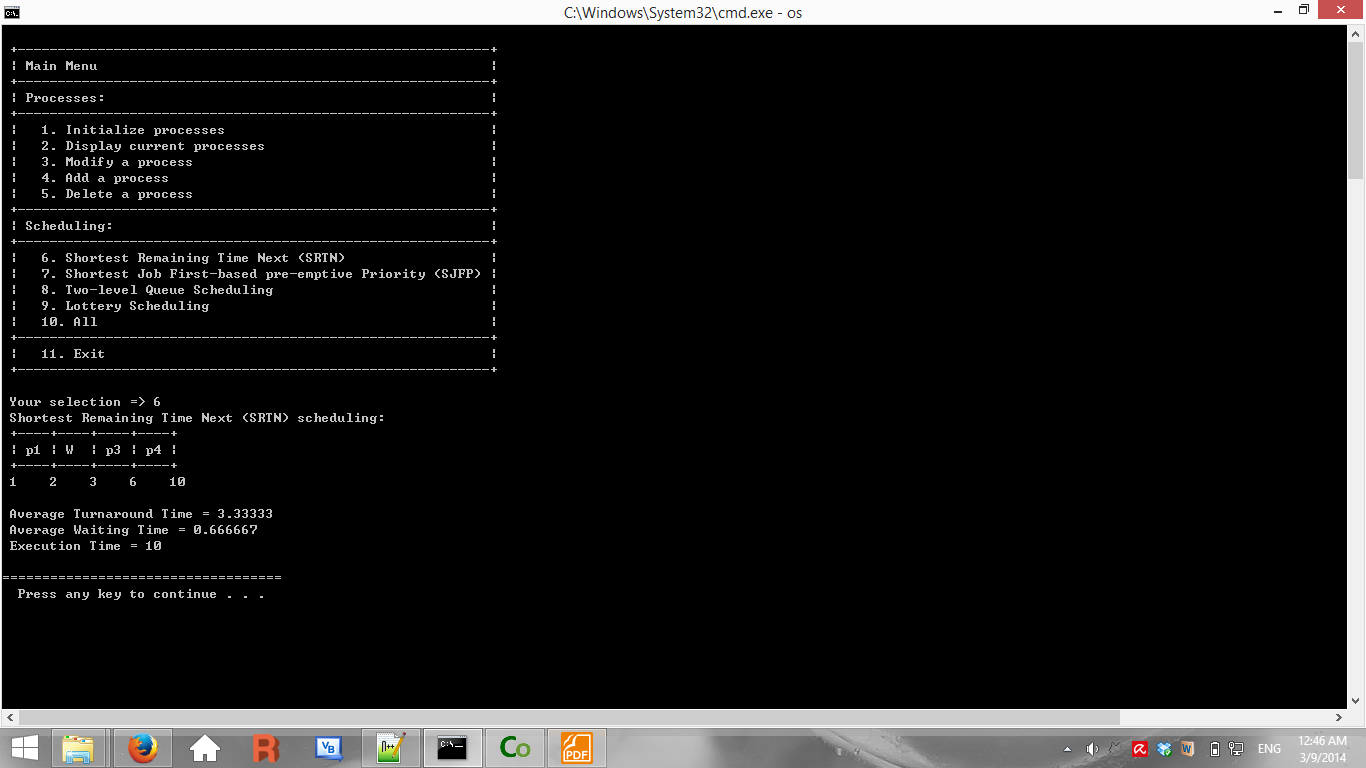 C:\Windows\System32\cmd.exe - os
+-----------------------------------------------------------+
¦ Main Menu ¦
+-----------------------------------------------------------+
¦ Processes: ¦
+-----------------------------------------------------------+
¦ 1. Initialize processes ¦
¦ 2. Display current processes ¦
¦ 3. Modify a process ¦
¦ 4. Add a process ¦
¦ 5. Delete a process ¦
+-----------------------------------------------------------+
¦ Scheduling: ¦
+-----------------------------------------------------------+
¦ 6. Shortest Remaining Time Next (SRTN) ¦
¦ 7. Shortest Job First-based pre-emptive Priority (SJFP) ¦
¦ 8. Two-level Queue Scheduling ¦
¦ 9. Lottery Scheduling ¦
¦ 10. All ¦
+-----------------------------------------------------------+
¦ 11. Exit ¦
+-----------------------------------------------------------+
Your selection => 6
Shortest Remaining Time Next (SRTN) scheduling:
+----+----+----+----+
¦ p1 ¦ W ¦ p3 ¦ p4 ¦
+----+----+----+----+
1 2 3 6 10
Average Turnaround Time = 3.33333
Average Waiting Time = 0.666667
Execution Time = 10
===================================
Press any key to continue . . .
C:\
R
VB
Co
PDF
W
ENG
12:46 AM
3/9/2014